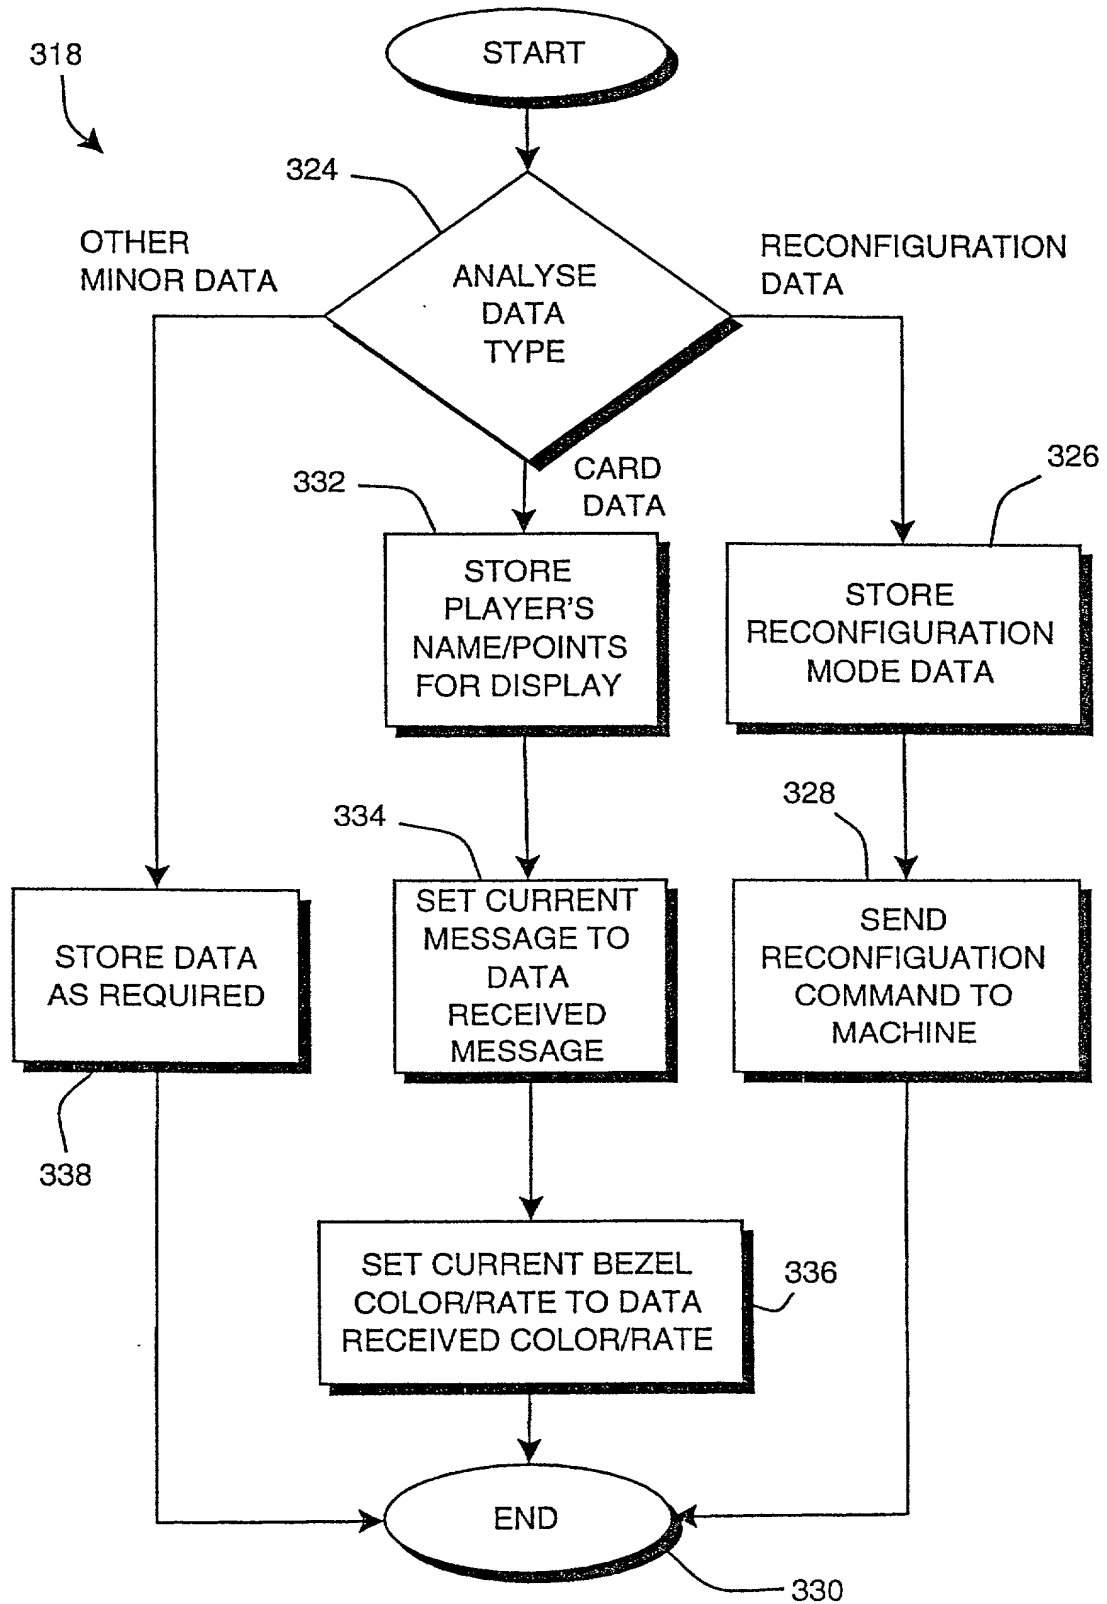 318
START
324
OTHER
MINOR DATA
ANALYSE
DATA
TYPE
RECONFIGURATION
DATA
332
CARD
DATA
326
STORE
PLAYER'S
NAME/POINTS
FOR DISPLAY
STORE
RECONFIGURATION
MODE DATA
334
328
STORE DATA
AS REQUIRED
SET CURRENT
MESSAGE TO
DATA
RECEIVED
MESSAGE
SEND
RECONFIGUATION
COMMAND TO
MACHINE
338
SET CURRENT BEZEL
COLOR/RATE TO DATA
RECEIVED COLOR/RATE
336
END
330